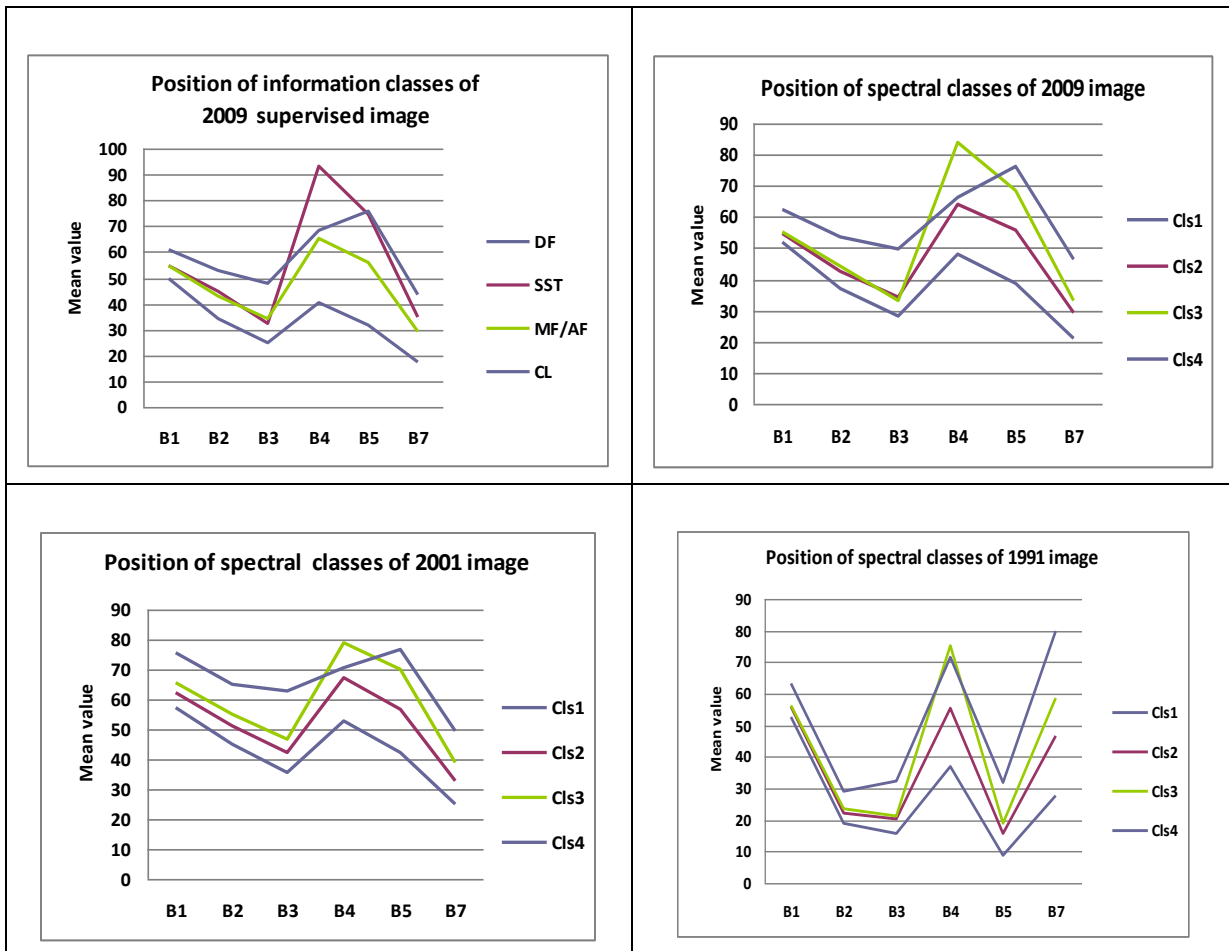 Position of information classes of
2009 supervised image
Mean value
100
90
80
70
60
50
40
30
20
10
0
B1 B2 B3 B4 B5 B7
DF
SST
MF/AF
CL
Position of spectral classes of 2009 image
Mean value
90
80
70
60
50
40
30
20
10
0
B1 B2 B3 B4 B5 B7
Cls1
Cls2
Cls3
Cls4
Position of spectral classes of 2001 image
Mean value
90
80
70
60
50
40
30
20
10
0
B1 B2 B3 B4 B5 B7
Cls1
Cls2
Cls3
Cls4
Position of spectral classes of 1991 image
Mean value
90
80
70
60
50
40
30
20
10
0
B1 B2 B3 B4 B5 B7
Cls1
Cls2
Cls3
Cls4